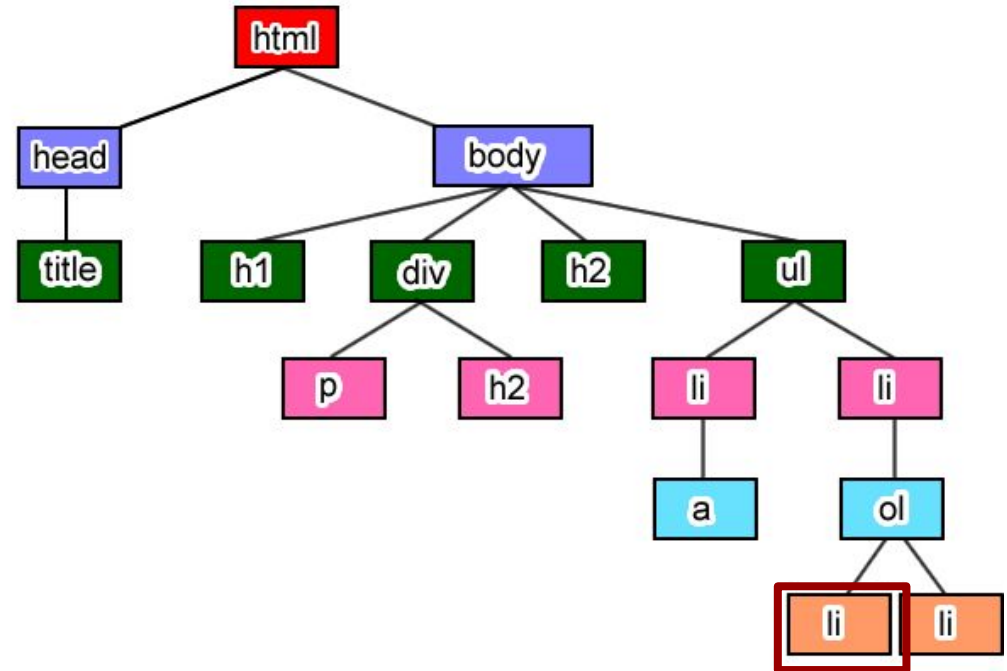 html
head body
title h1 div h2 ul
p h2 li li
a ol
li li